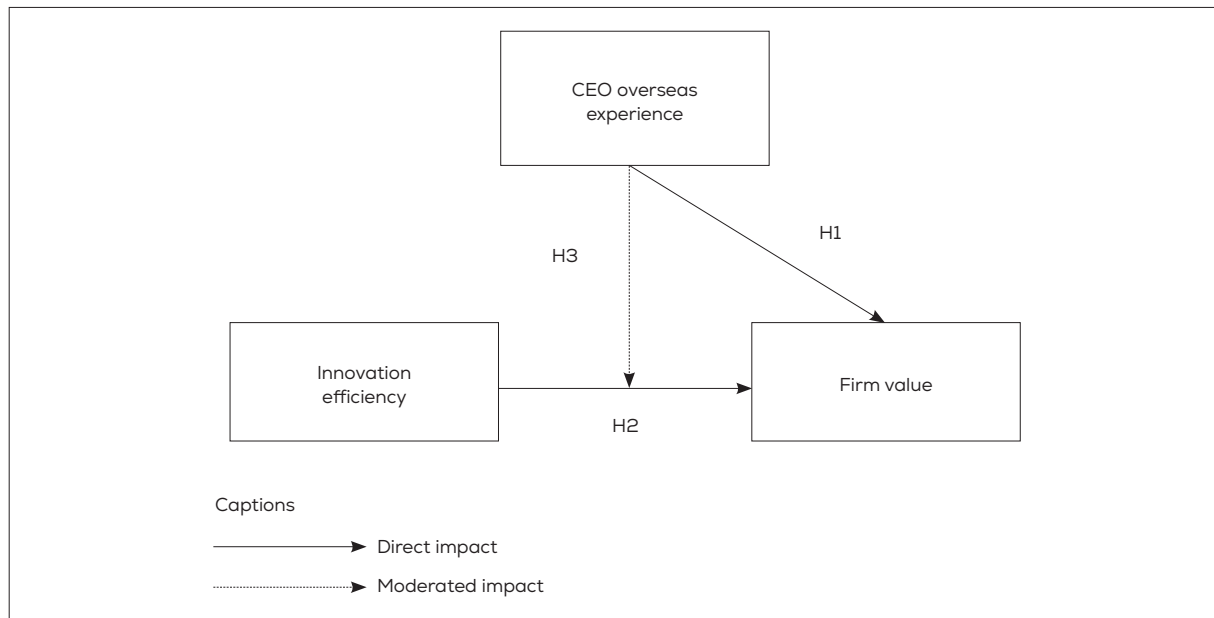 CEO overseas
experience
H1
H3
Innovation
efficiency
Firm value
H2
Captions
Direct impact
Moderated impact